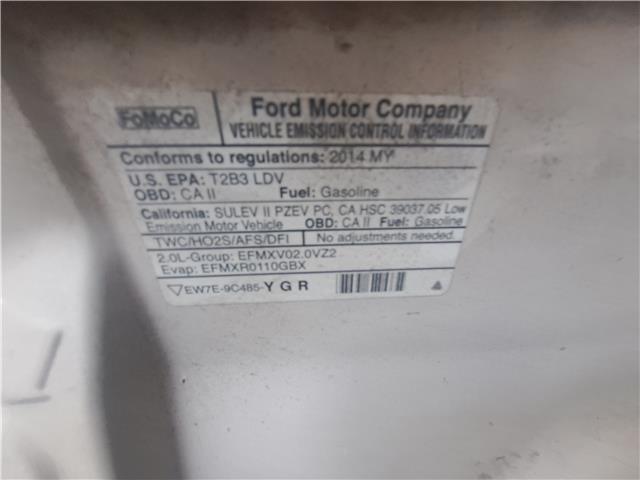 FoMoCo
Ford Motor Company
VEHICLE EMISSION CONTROL INFORMATION
Conforms to regulations: 2014 MY
U.S. EPA: T2B3 LDV
OBD: CA II Fuel: Gasoline
California: SULEV II PZEV PC, CA HSC 39037.05 Low
Emission Motor Vehicle OBD: CA II Fuel: Gasoline
TWC/HO2S/AFS/DFI No adjustments needed.
2.0L-Group: EFMXV02.0VZ2
Evap: EFMXR0110GBX
EW7E-9C485-YGR